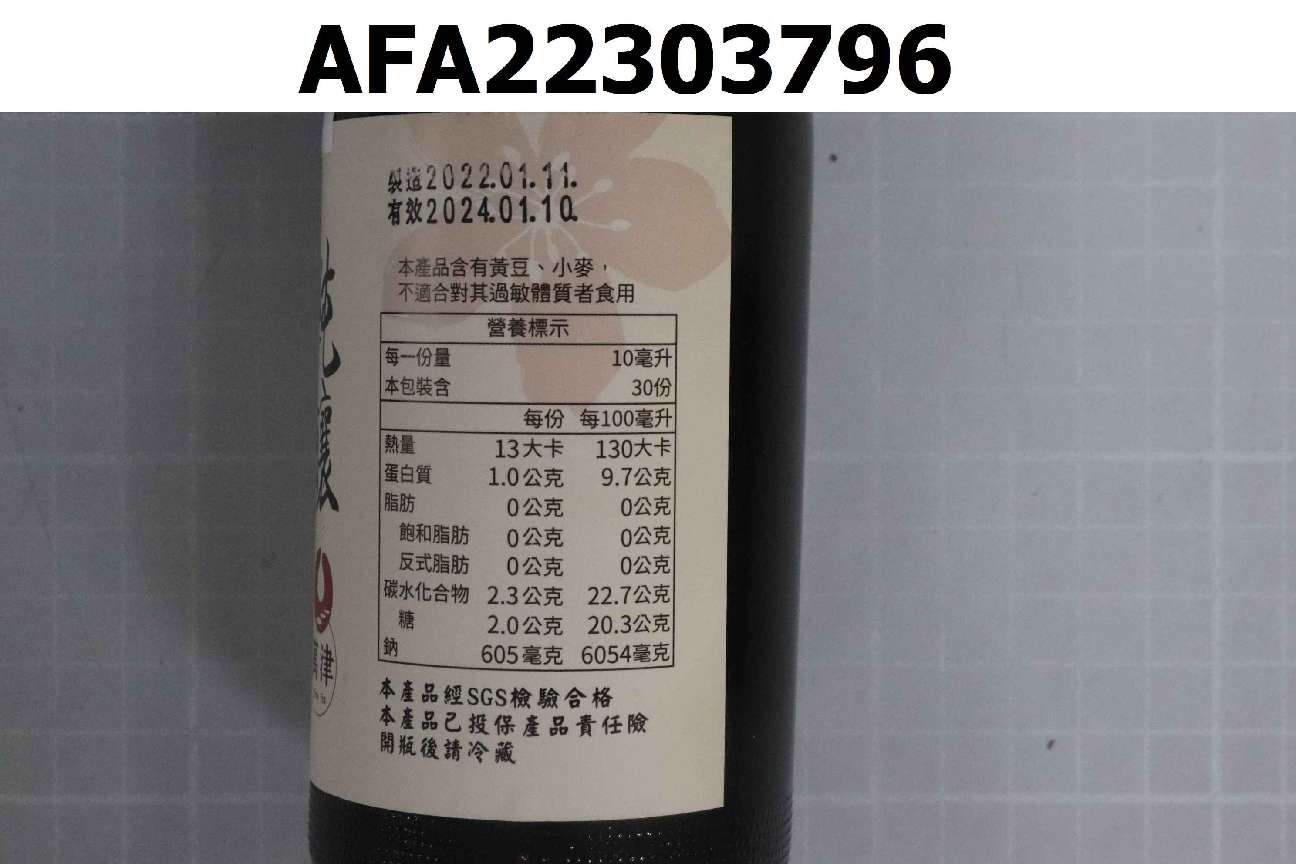 AFA22303796
製造2022.01.11.
有效2024.01.10.
本產品含有黃豆、小麥，
不適合對其過敏體質者食用
營養標示
每一份量 10毫升
本包裝含 30份
每份 每100毫升
熱量 13大卡 130大卡
蛋白質 1.0公克 9.7公克
脂肪 0公克 0公克
飽和脂肪 0公克 0公克
反式脂肪 0公克 0公克
碳水化合物 2.3公克 22.7公克
糖 2.0公克 20.3公克
鈉 605毫克 6054毫克
本產品經SGS檢驗合格
本產品已投保產品責任險
開瓶後請冷藏
釀
津